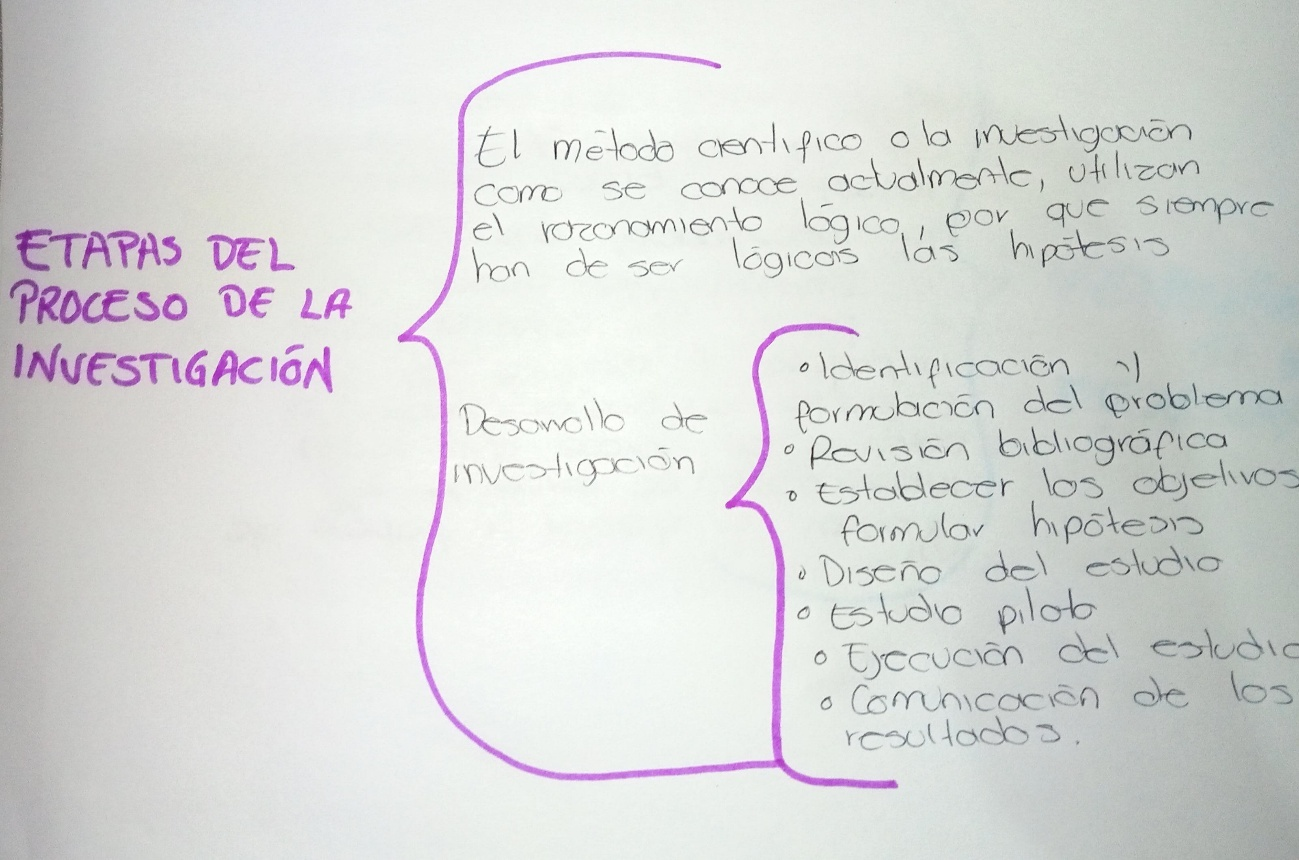 ETAPAS DEL
PROCESO DE LA
INVESTIGACIÓN
El método científico o la investigación
como se conoce actualmente, utilizan
el razonamiento lógico, por que siempre
han de ser lógicas lás hipótesis
Desarrollo de
investigación
• Identificación y
formulación del problema
• Revisión bibliográfica
• Establecer los objetivos
formular hipótesis
• Diseño del estudio
• Estudio piloto
• Ejecución del estudio
• Comunicación de los
resultados.